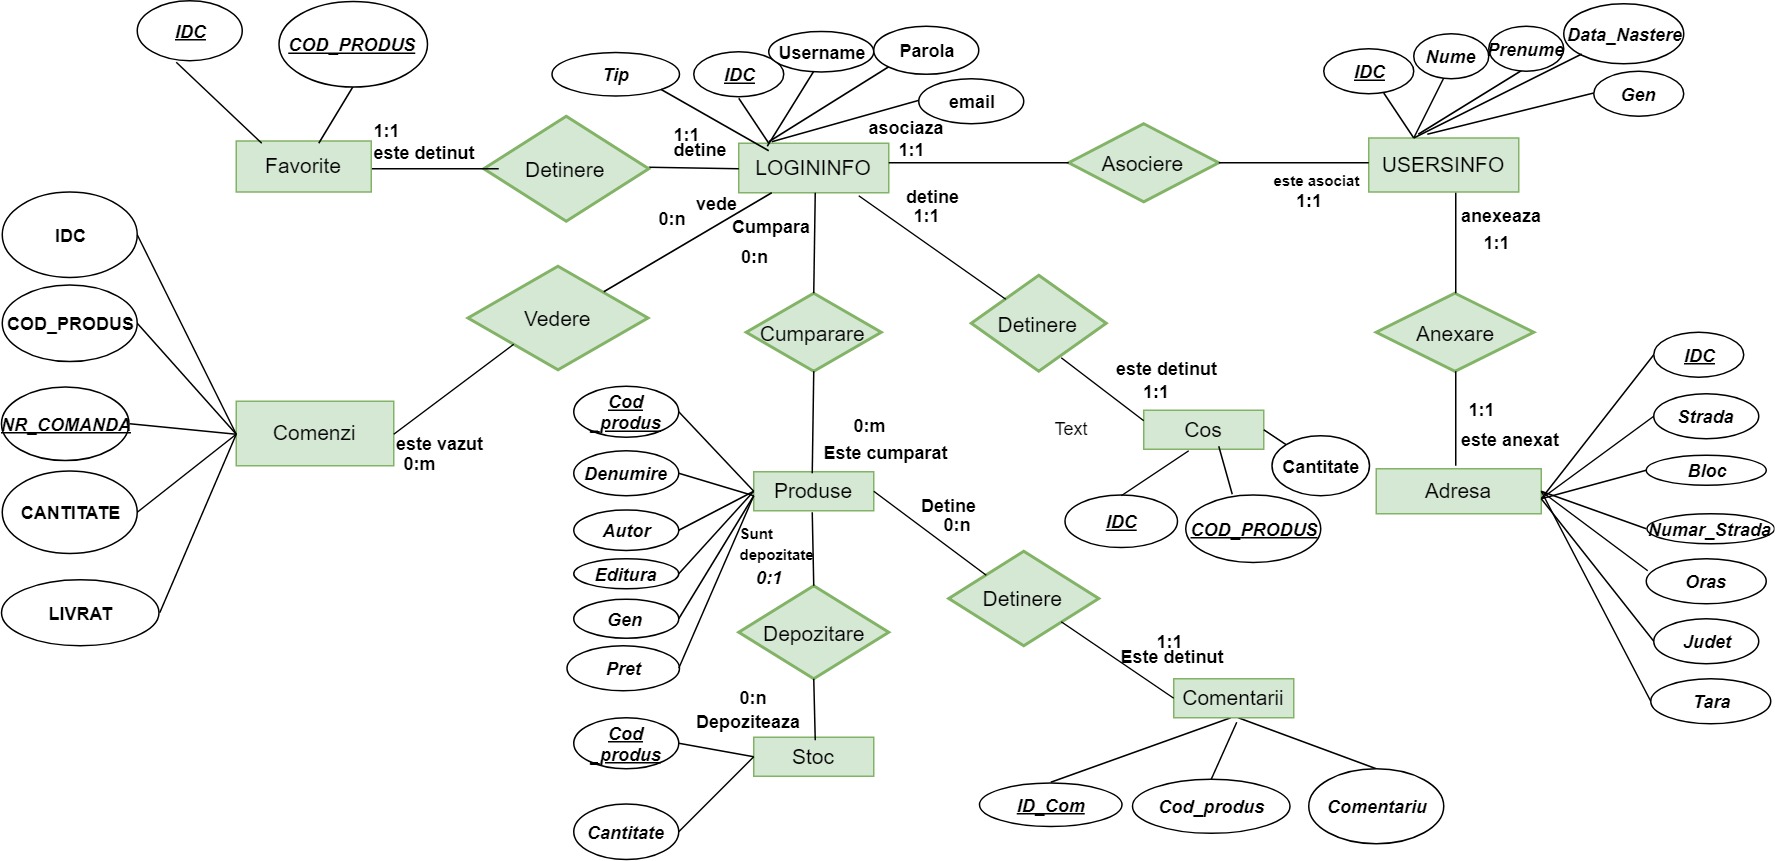 IDC
COD_PRODUS
Tip
IDC
Username
Parola
email
IDC
Nume
Prenume
Data_Nastere
Gen
Favorite
1:1
este detinut
Detinere
1:1
detine
LOGININFO
asociaza
1:1
Asociere
este asociat
1:1
USERSINFO
vede
0:n
Cumpara
0:n
detine
1:1
anexeaza
1:1
IDC
COD_PRODUS
NR_COMANDA
CANTITATE
LIVRAT
Comenzi
este vazut
0:m
Vedere
Cumparare
Detinere
Anexare
este detinut
1:1
Text
Cos
Cantitate
IDC
COD_PRODUS
1:1
este anexat
Adresa
IDC
Strada
Bloc
Numar_Strada
Oras
Judet
Tara
0:m
Este cumparat
Cod
_produs
Denumire
Autor
Editura
Gen
Pret
Produse
Sunt
depozitate
0:1
Detine
0:n
Depozitare
Detinere
0:n
Depoziteaza
1:1
Este detinut
Cod
_produs
Cantitate
Stoc
Comentarii
ID_Com
Cod_produs
Comentariu